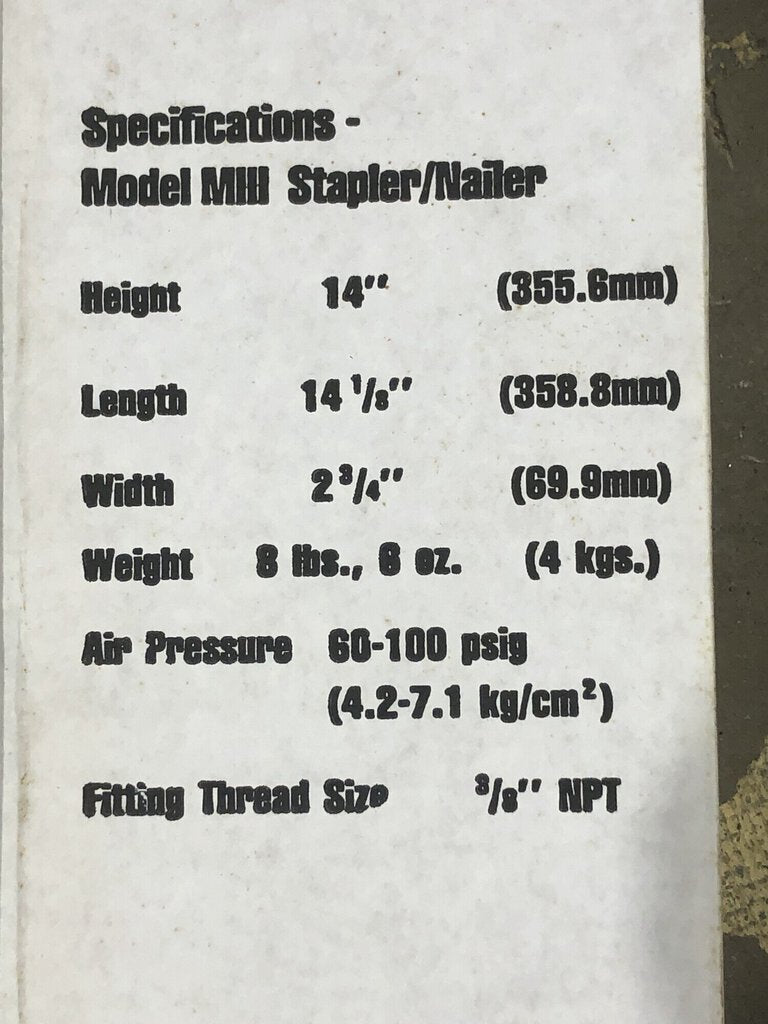 Specifications -
Model MIII Stapler/Nailer
Height 14" (355.6mm)
Length 14 1/8" (358.8mm)
Width 2 3/4" (69.9mm)
Weight 8 lbs., 6 oz. (4 kgs.)
Air Pressure 60-100 psig
(4.2-7.1 kg/cm²)
Fitting Thread Size 3/8" NPT